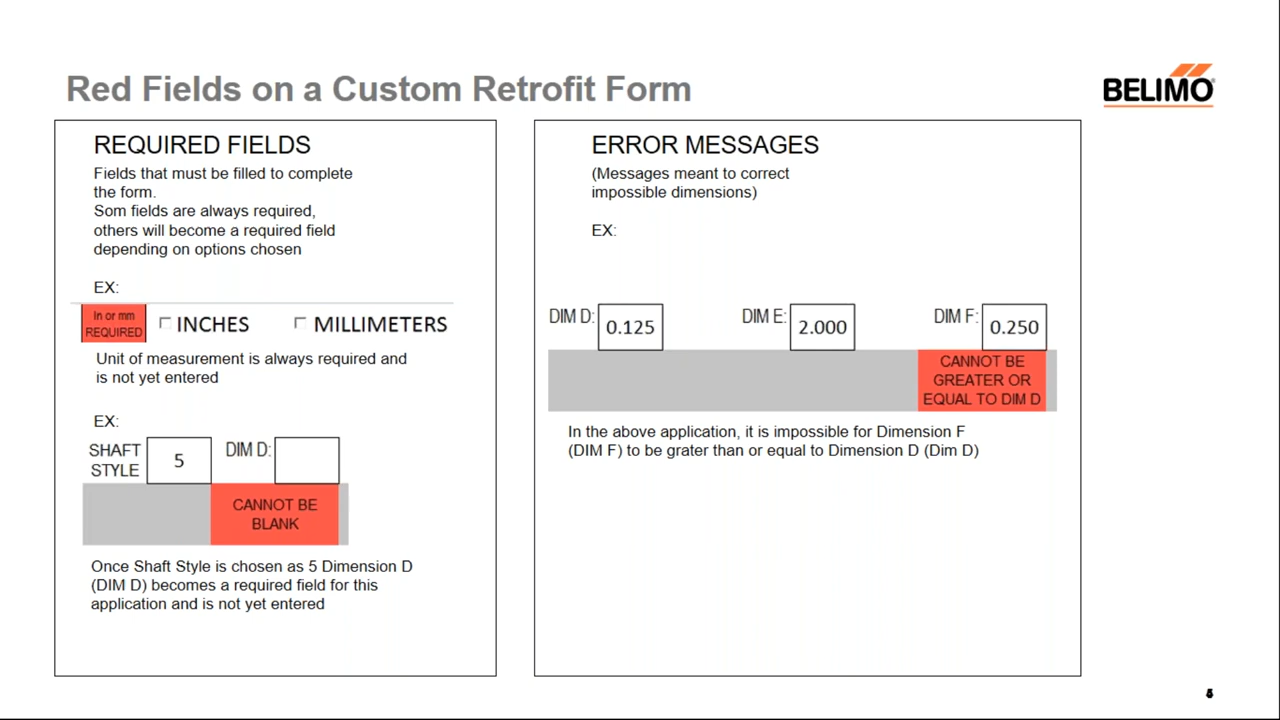 Red Fields on a Custom Retrofit Form
BELIMO
REQUIRED FIELDS
Fields that must be filled to complete
the form.
Som fields are always required,
others will become a required field
depending on options chosen
EX:
In or mm
REQUIRED
INCHES
MILLIMETERS
Unit of measurement is always required and
is not yet entered
EX:
SHAFT
STYLE
5
DIM D:
CANNOT BE
BLANK
Once Shaft Style is chosen as 5 Dimension D
(DIM D) becomes a required field for this
application and is not yet entered
ERROR MESSAGES
(Messages meant to correct
impossible dimensions)
EX:
DIM D:
0.125
DIM E:
2.000
DIM F:
0.250
CANNOT BE
GREATER OR
EQUAL TO DIM D
In the above application, it is impossible for Dimension F
(DIM F) to be grater than or equal to Dimension D (Dim D)